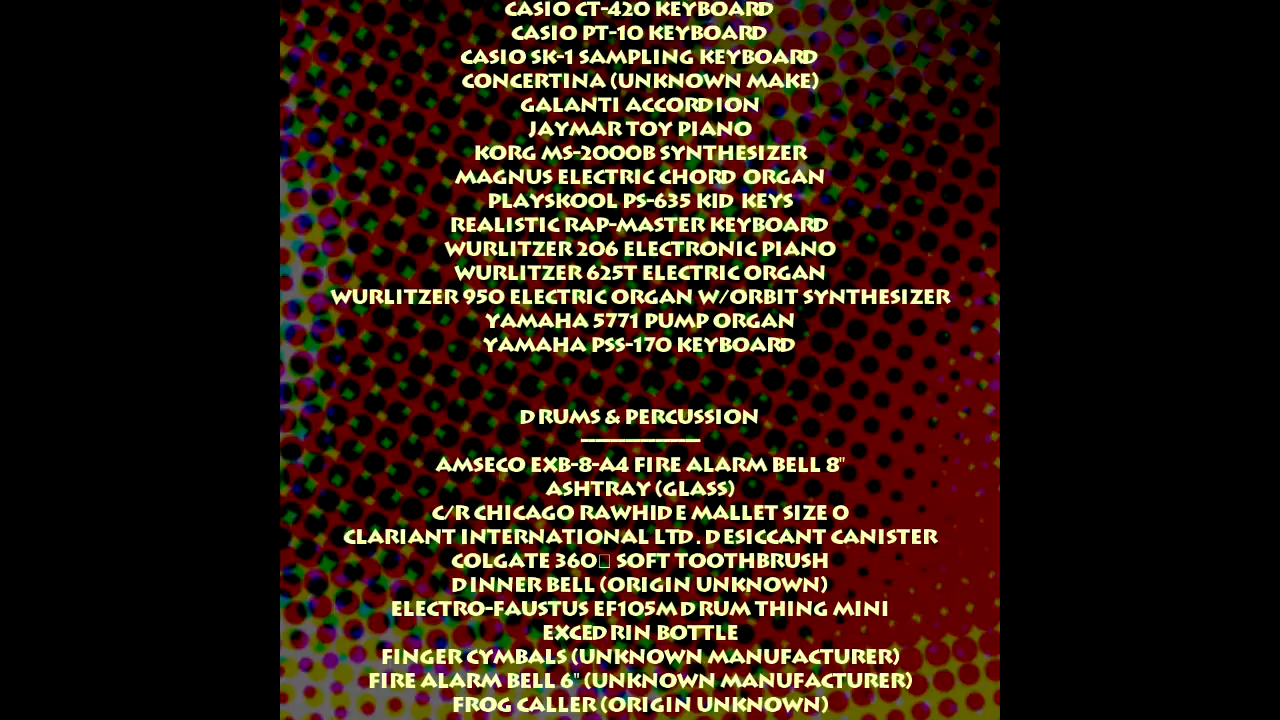 CASIO CT-420 KEYBOARD
CASIO PT-10 KEYBOARD
CASIO SK-1 SAMPLING KEYBOARD
CONCERTINA (UNKNOWN MAKE)
GALANTI ACCORDION
JAYMAR TOY PIANO
KORG MS-2000B SYNTHESIZER
MAGNUS ELECTRIC CHORD ORGAN
PLAYSKOOL PS-635 KID KEYS
REALISTIC RAP-MASTER KEYBOARD
WURLITZER 206 ELECTRONIC PIANO
WURLITZER 625T ELECTRIC ORGAN
WURLITZER 950 ELECTRIC ORGAN W/ORBIT SYNTHESIZER
YAMAHA 5771 PUMP ORGAN
YAMAHA PSS-170 KEYBOARD
DRUMS & PERCUSSION
AMSECO EXB-8-A4 FIRE ALARM BELL 8"
ASHTRAY (GLASS)
C/R CHICAGO RAWHIDE MALLET SIZE 0
CLARIANT INTERNATIONAL LTD. DESICCANT CANISTER
COLGATE 360▯ SOFT TOOTHBRUSH
DINNER BELL (ORIGIN UNKNOWN)
ELECTRO-FAUSTUS EF105M DRUM THING MINI
EXCEDRIN BOTTLE
FINGER CYMBALS (UNKNOWN MANUFACTURER)
FIRE ALARM BELL 6" (UNKNOWN MANUFACTURER)
FROG CALLER (ORIGIN UNKNOWN)